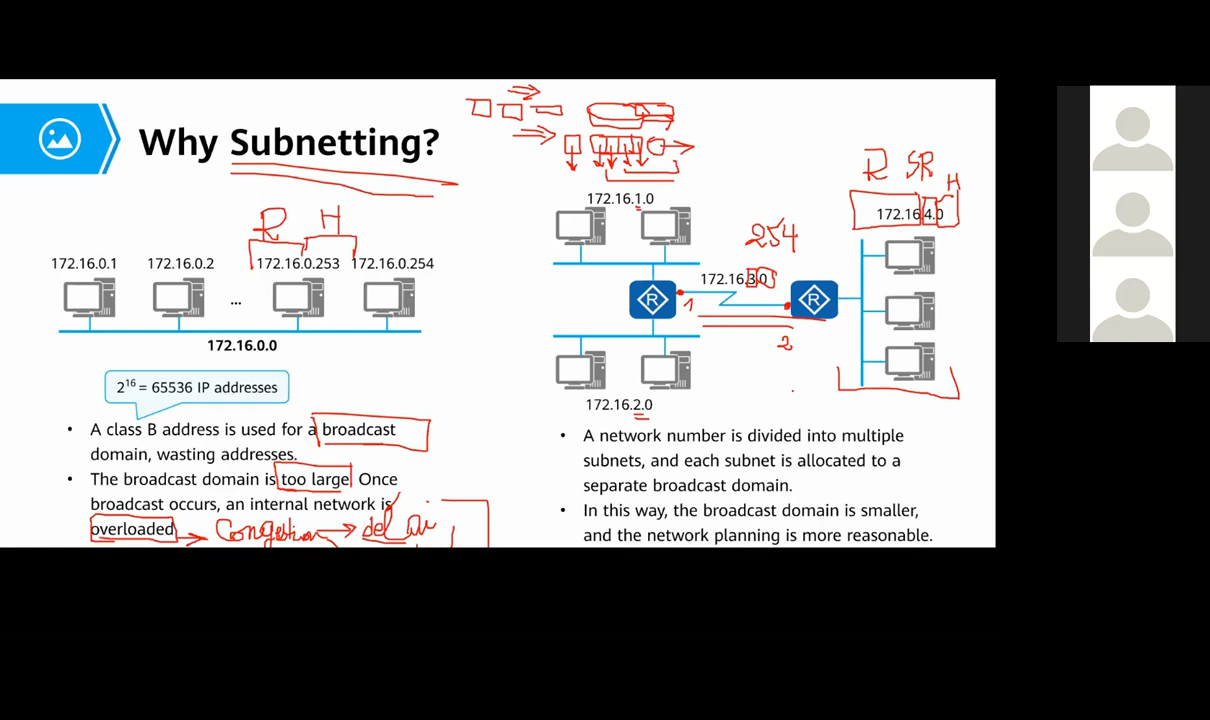 Why Subnetting?
R H
172.16.0.1 172.16.0.2 172.16.0.253 172.16.0.254
...
172.16.0.0
2¹⁶ = 65536 IP addresses
• A class B address is used for a broadcast
domain, wasting addresses.
• The broadcast domain is too large. Once
broadcast occurs, an internal network is
overloaded Congestion
172.16.1.0
R SR H
172.16.4.0
254
172.16.3.0
R R
1
2
172.16.2.0
• A network number is divided into multiple
subnets, and each subnet is allocated to a
separate broadcast domain.
• In this way, the broadcast domain is smaller,
and the network planning is more reasonable.